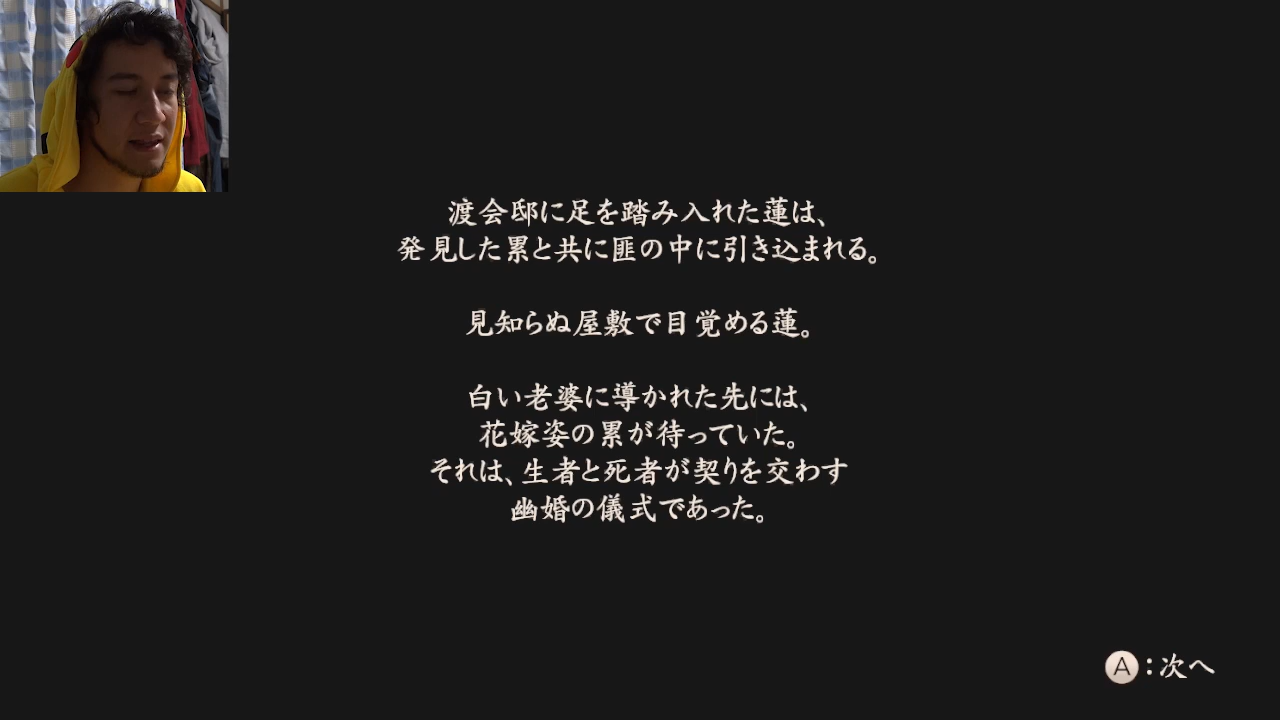 渡会邸に足を踏み入れた蓮は、
発見した累と共に匣の中に引き込まれる。
見知らぬ屋敷で目覚める蓮。
白い老婆に導かれた先には、
花嫁姿の累が待っていた。
それは、生者と死者が契りを交わす
幽婚の儀式であった。
A：次へ